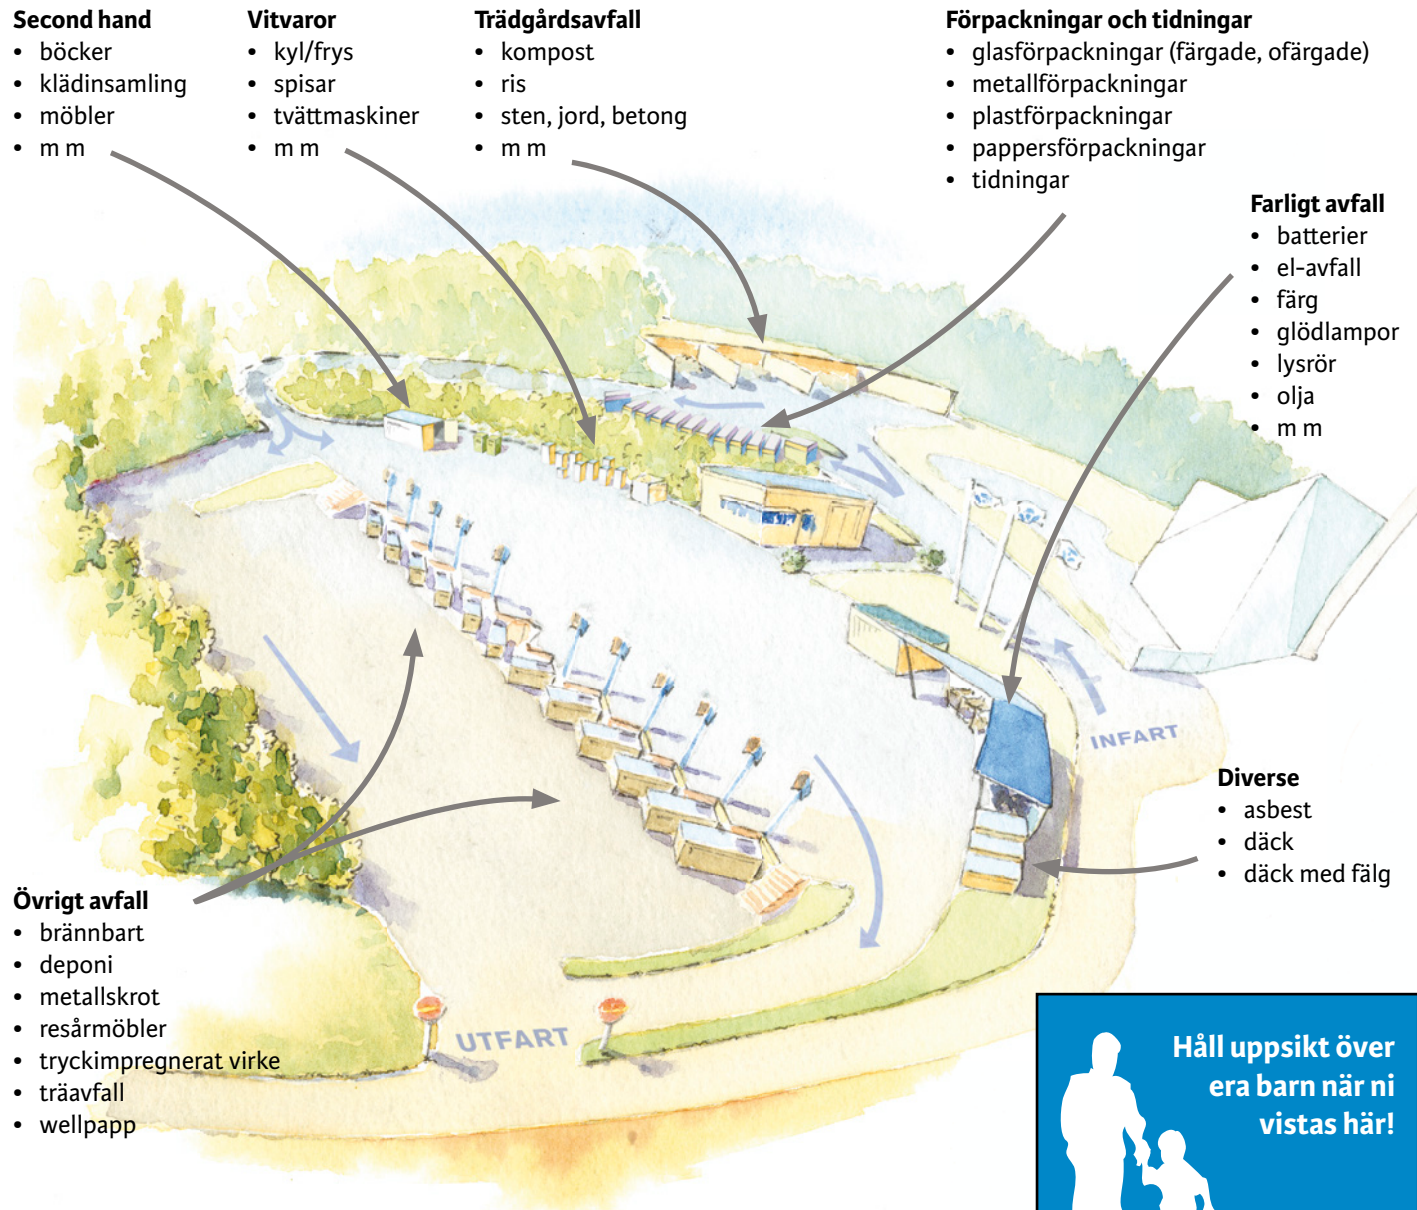 Second hand
• böcker
• klädinsamling
• möbler
• m m
Vitvaror
• kyl/frys
• spisar
• tvättmaskiner
• m m
Trädgårdsavfall
• kompost
• ris
• sten, jord, betong
• m m
Förpackningar och tidningar
• glasförpackningar (färgade, ofärgade)
• metallförpackningar
• plastförpackningar
• pappersförpackningar
• tidningar
Farligt avfall
• batterier
• el-avfall
• färg
• glödlampor
• lysrör
• olja
• m m
INFART
Diverse
• asbest
• däck
• däck med fälg
Övrigt avfall
• brännbart
• deponi
• metallskrot
• resårmöbler
• tryckimpregnerat virke
• träavfall
• wellpapp
UTFART
Håll uppsikt över
era barn när ni
vistas här!